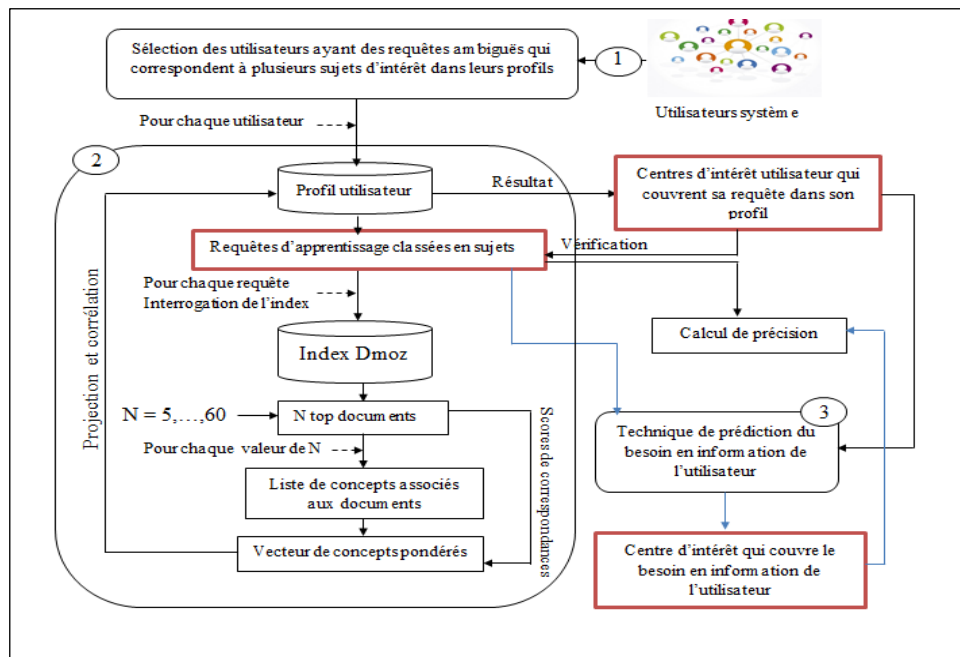 Sélection des utilisateurs ayant des requêtes ambiguës qui
correspondent à plusieurs sujets d'intérêt dans leurs profils
1
Utilisateurs système
Pour chaque utilisateur
2
Profil utilisateur
Résultat
Centres d'intérêt utilisateur qui
couvrent sa requête dans son
profil
Requêtes d'apprentissage classées en sujets
Vérification
Pour chaque requête
Interrogation de l'index
Calcul de précision
Index Dmoz
Projection et corrélation
N = 5,…,60
N top documents
Scores de correspondances
Pour chaque valeur de N
3
Technique de prédiction du
besoin en information de
l'utilisateur
Liste de concepts associés
aux documents
Vecteur de concepts pondérés
Centre d'intérêt qui couvre le
besoin en information de
l'utilisateur